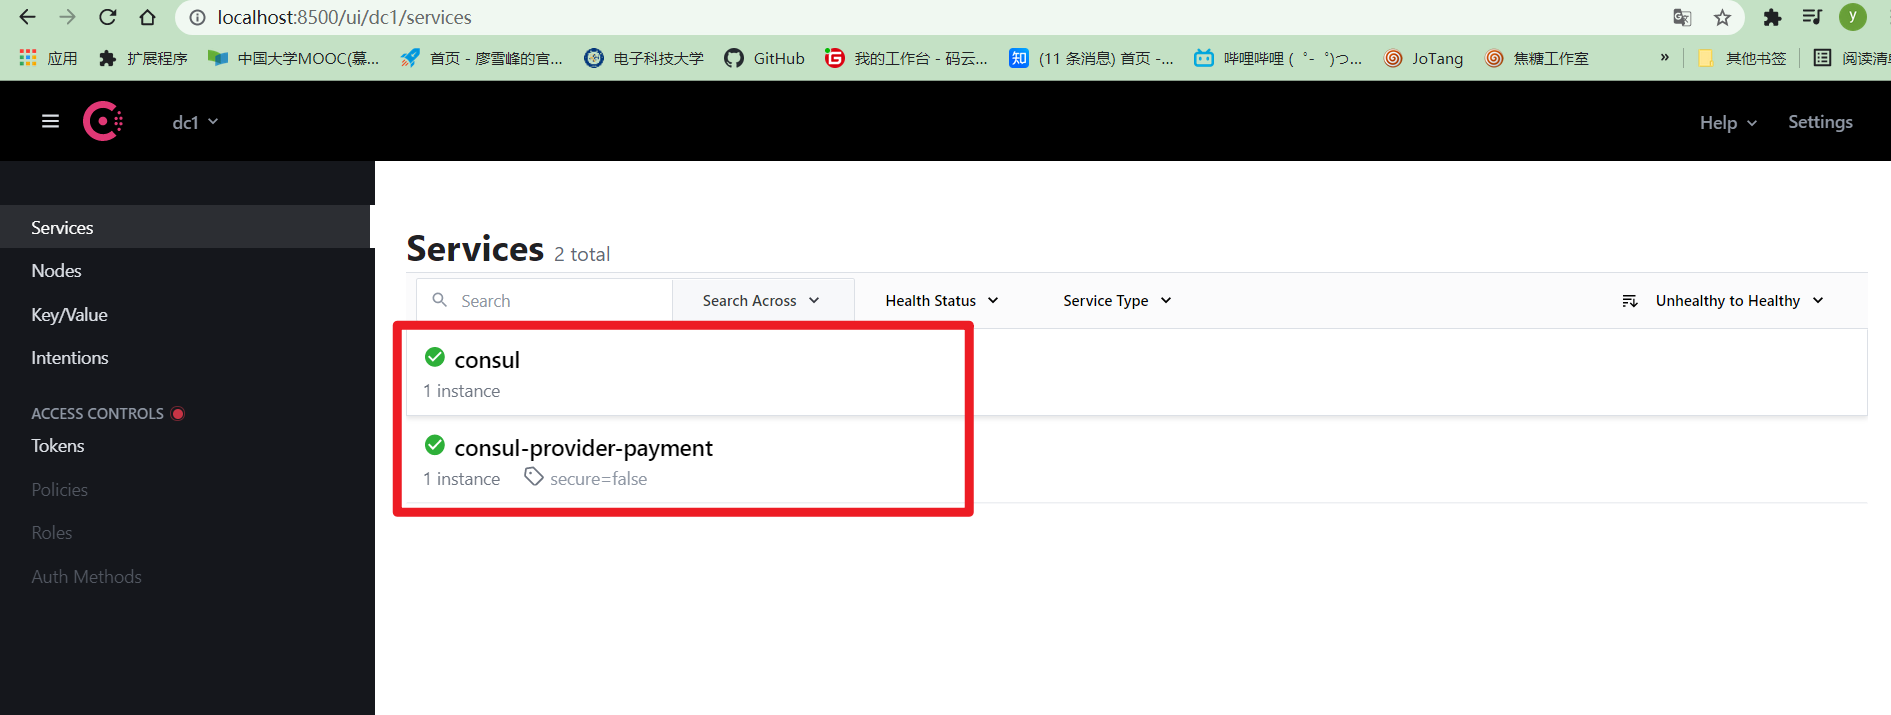 localhost:8500/ui/dc1/services
y
应用 扩展程序 中国大学MOOC(慕... 首页 - 廖雪峰的官... 电子科技大学 GitHub 我的工作台 - 码云... 知 (11 条消息) 首页 -... 哔哩哔哩 (゜-゜)つ... JoTang 焦糖工作室 » 其他书签 阅读清单
dc1 Help Settings
Services
Nodes
Key/Value
Intentions
ACCESS CONTROLS
Tokens
Policies
Roles
Auth Methods
Services 2 total
Search Search Across Health Status Service Type Unhealthy to Healthy
consul
1 instance
consul-provider-payment
1 instance secure=false